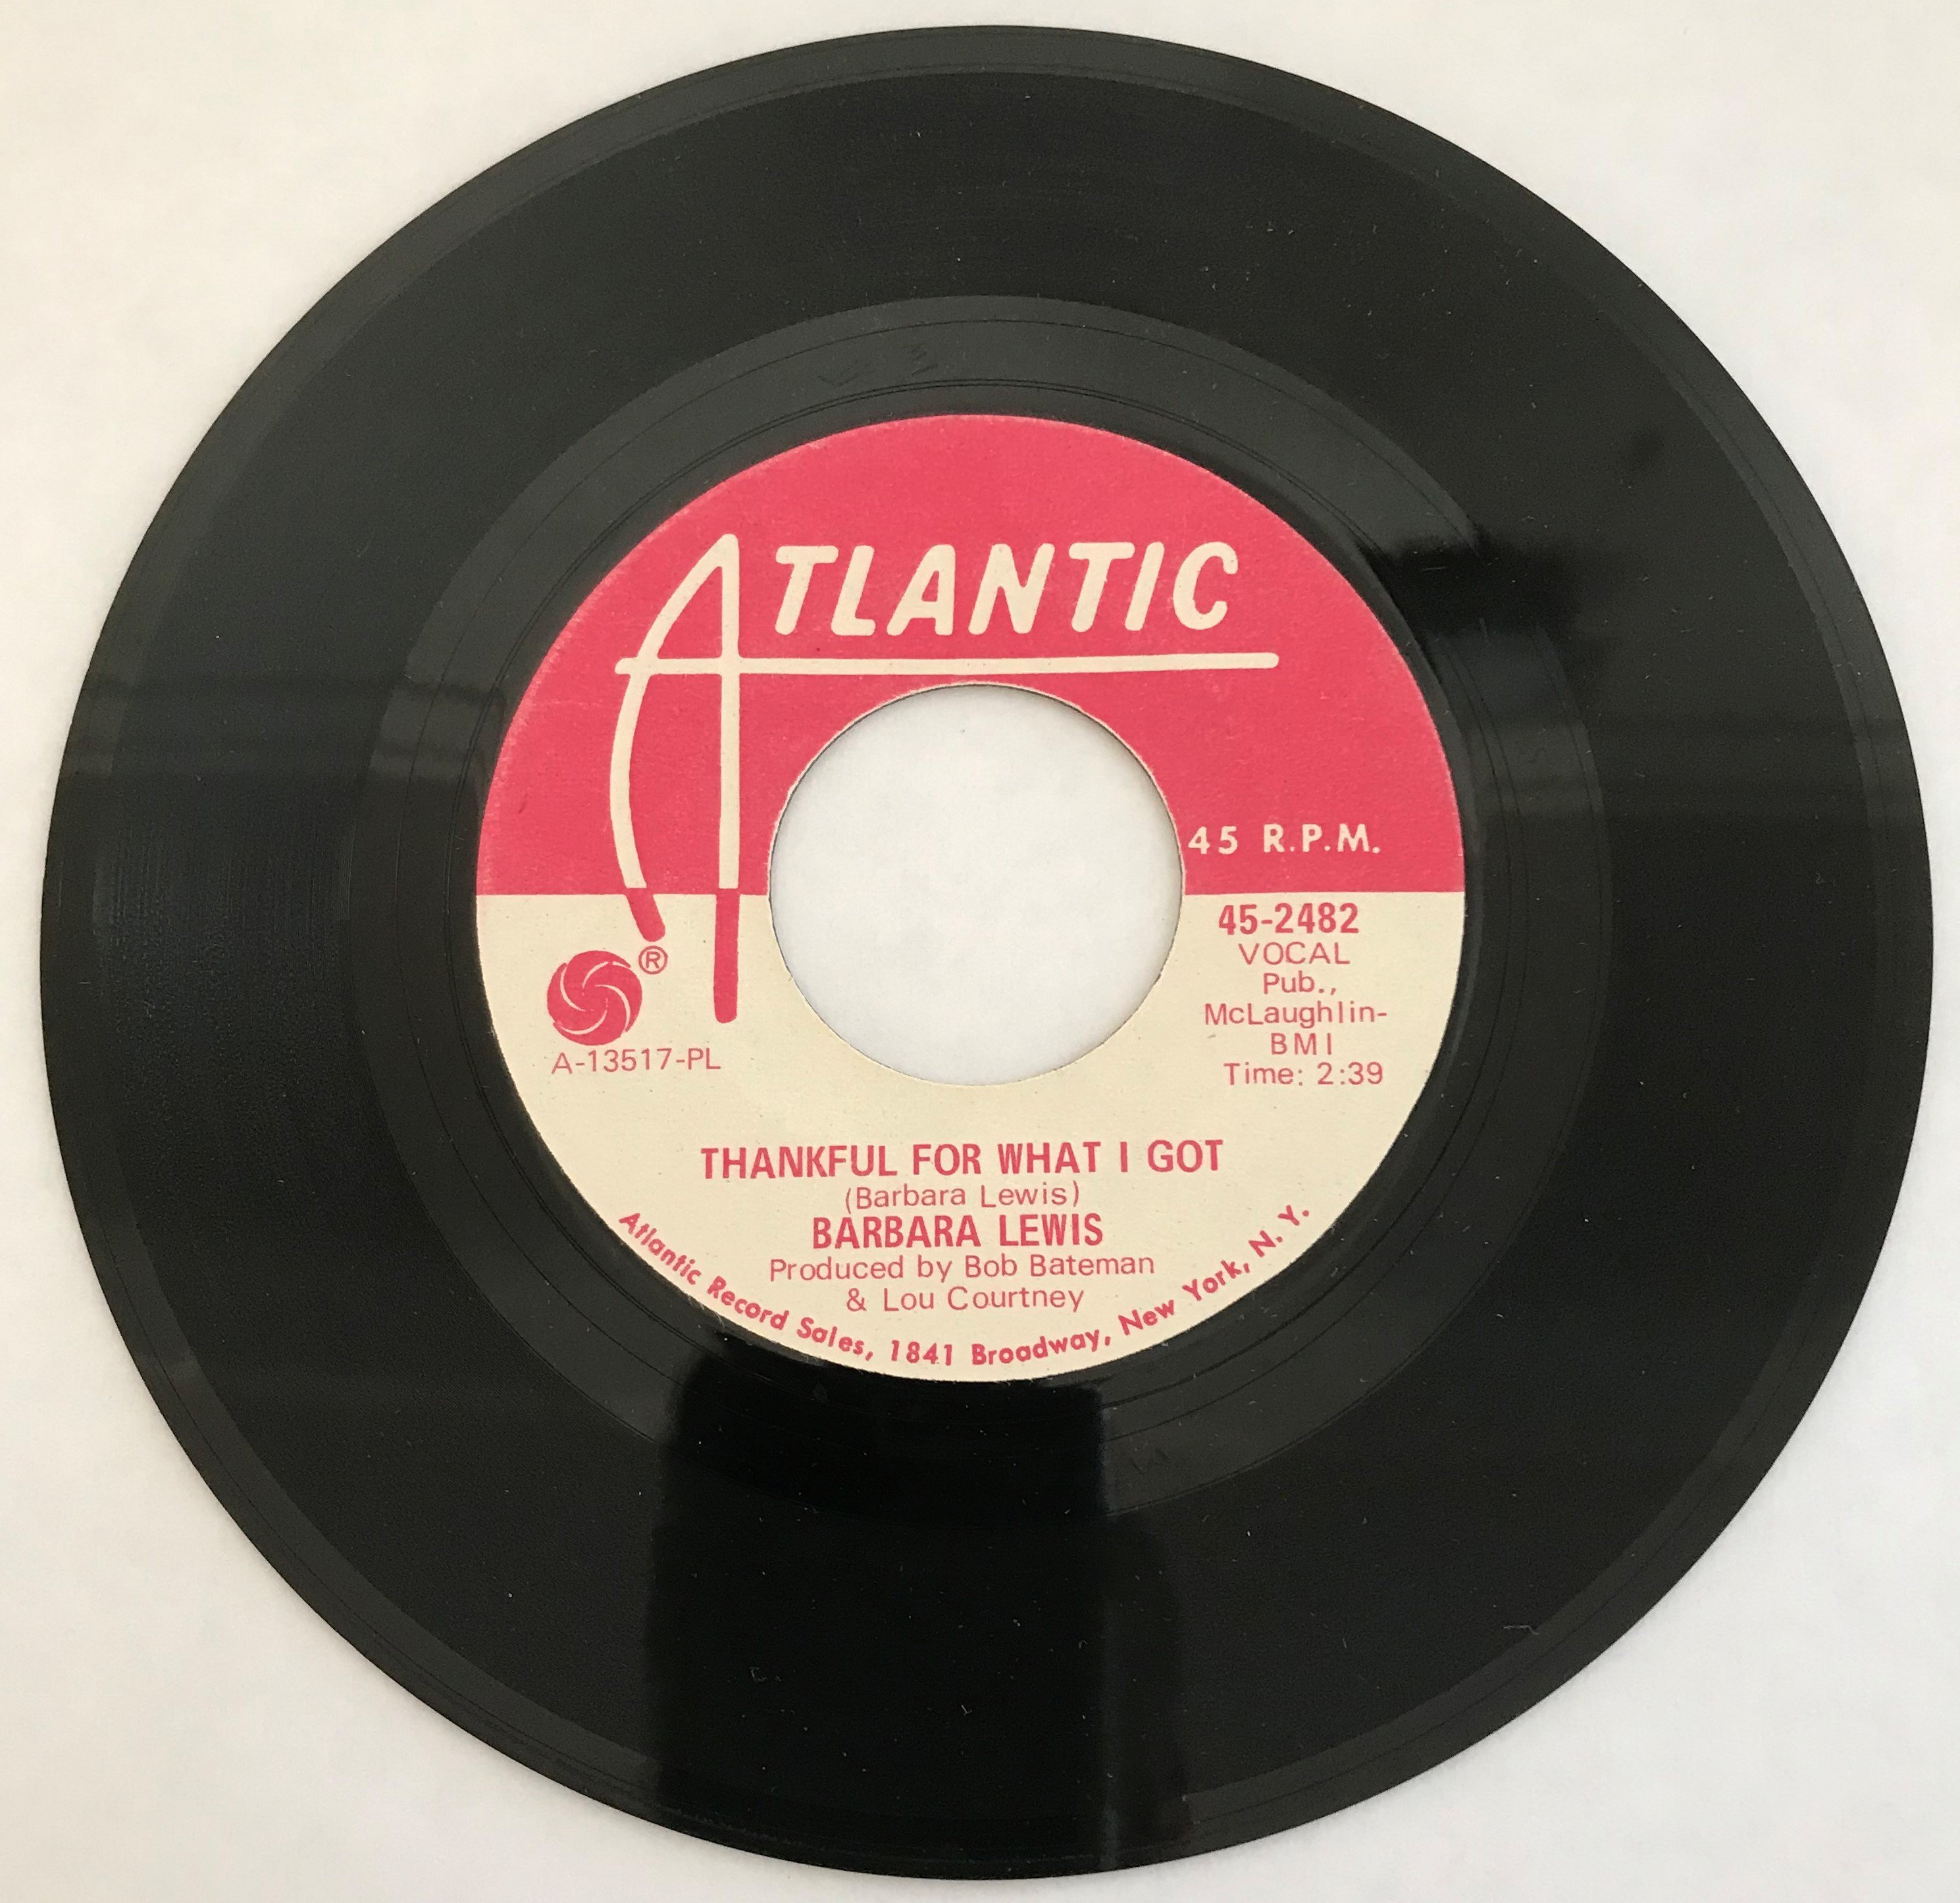 ATLANTIC
45 R.P.M.
45-2482
VOCAL
Pub.,
McLaughlin-
BMI
Time: 2:39
®
A-13517-PL
THANKFUL FOR WHAT I GOT
(Barbara Lewis)
BARBARA LEWIS
Produced by Bob Bateman
& Lou Courtney
Atlantic Record Sales, 1841 Broadway, New York, N. Y.